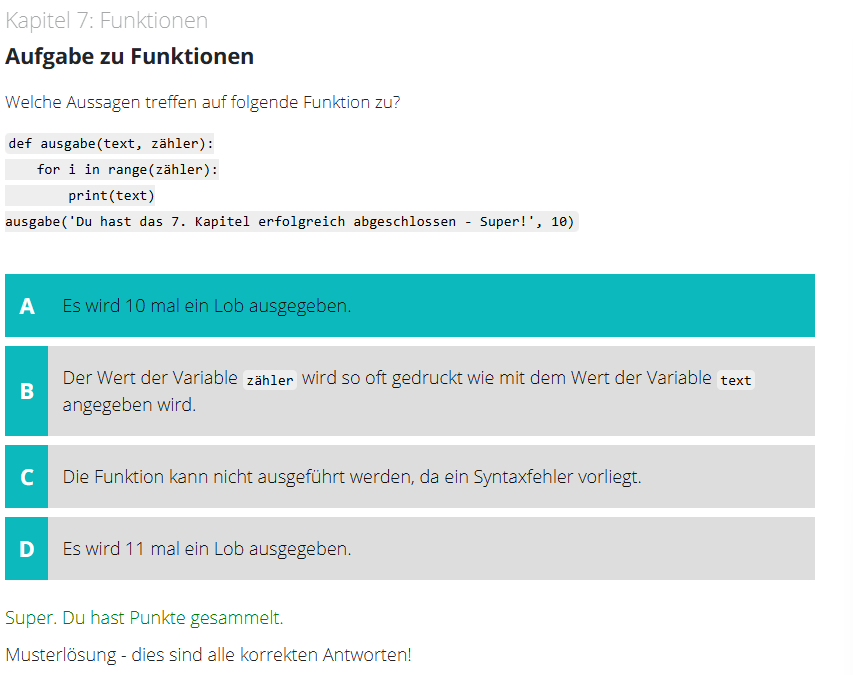 Kapitel 7: Funktionen
Aufgabe zu Funktionen
Welche Aussagen treffen auf folgende Funktion zu?
def ausgabe(text, zähler):
    for i in range(zähler):
        print(text)
ausgabe('Du hast das 7. Kapitel erfolgreich abgeschlossen - Super!', 10)
A Es wird 10 mal ein Lob ausgegeben.
B Der Wert der Variable zähler wird so oft gedruckt wie mit dem Wert der Variable text
angegeben wird.
C Die Funktion kann nicht ausgeführt werden, da ein Syntaxfehler vorliegt.
D Es wird 11 mal ein Lob ausgegeben.
Super. Du hast Punkte gesammelt.
Musterlösung - dies sind alle korrekten Antworten!